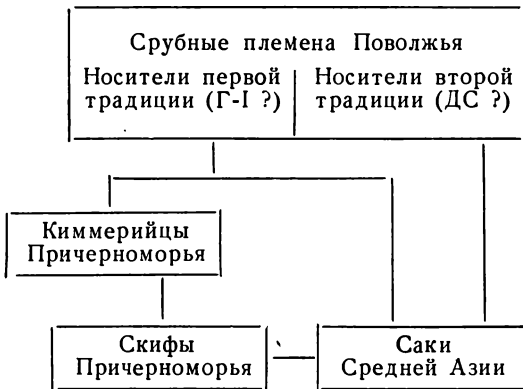 Срубные племена Поволжья
Носители первой традиции (Г-I ?)
Носители второй традиции (ДС ?)
Киммерийцы
Причерноморья
Скифы
Причерноморья
Саки
Средней Азии